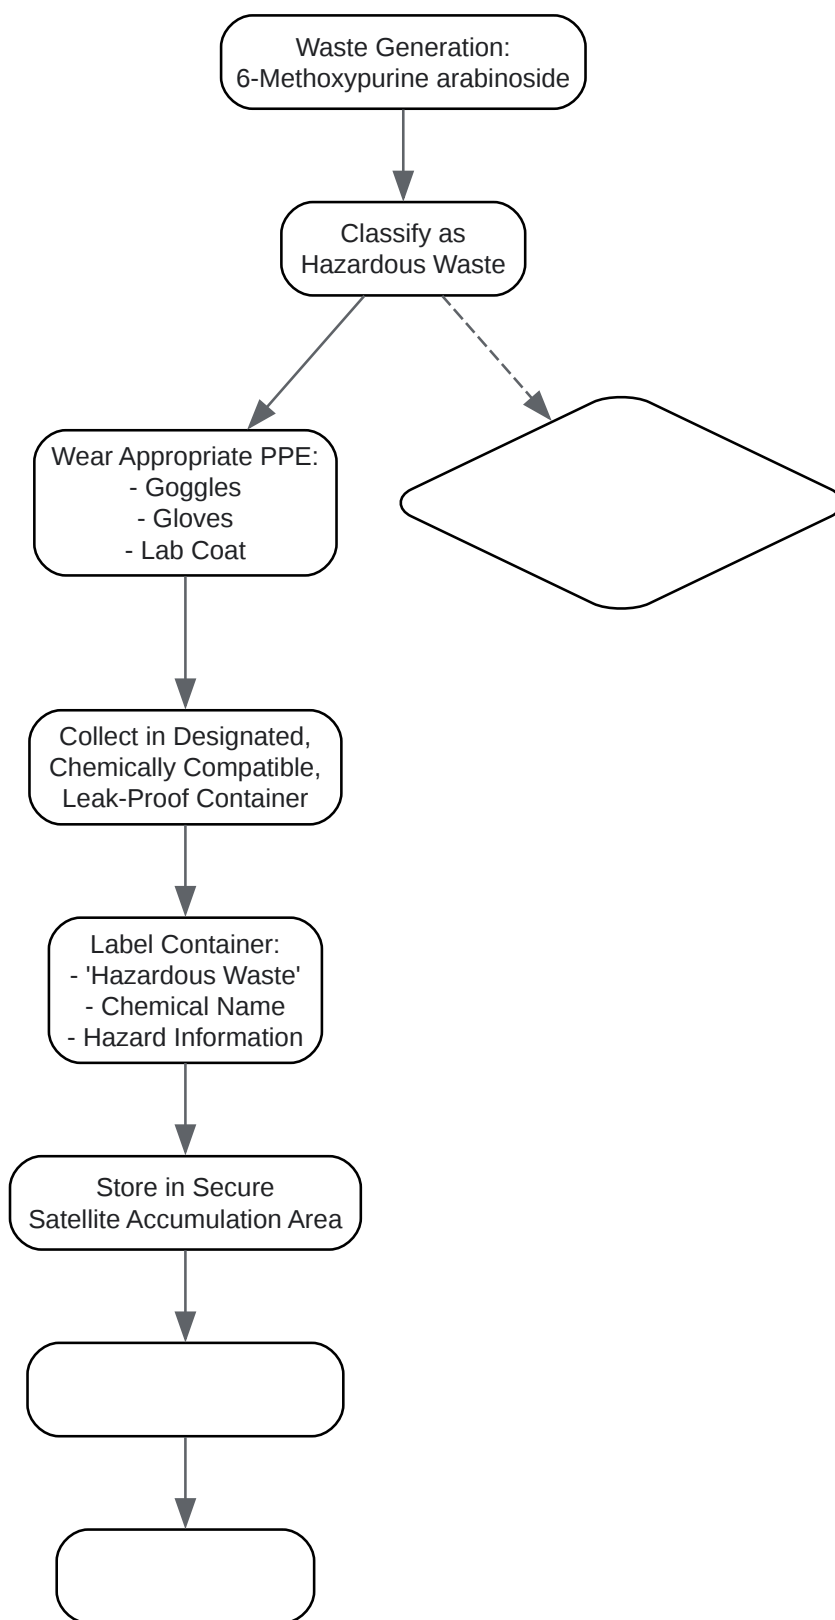 Waste Generation:
6-Methoxypurine arabinoside
Classify as
Hazardous Waste
Wear Appropriate PPE:
- Goggles
- Gloves
- Lab Coat
Collect in Designated,
Chemically Compatible,
Leak-Proof Container
Label Container:
- 'Hazardous Waste'
- Chemical Name
- Hazard Information
Store in Secure
Satellite Accumulation Area